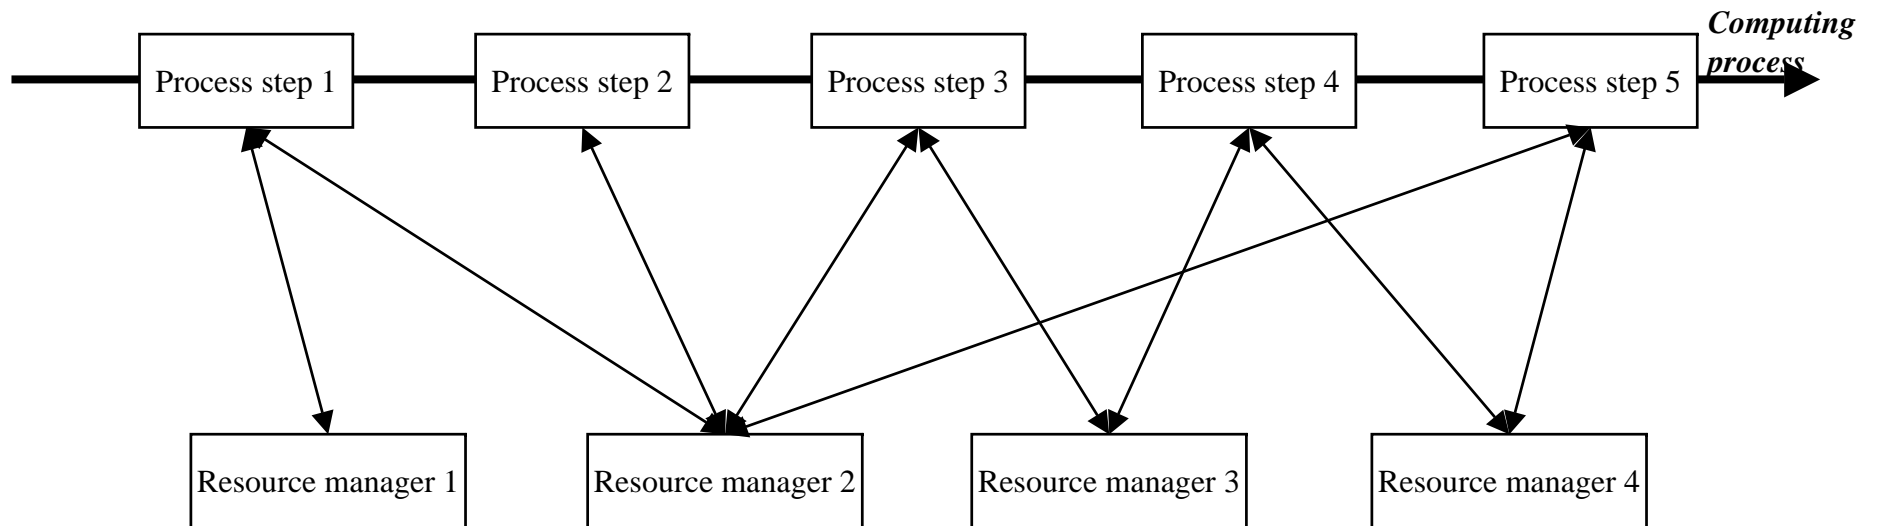 Computing
process
Process step 1
Process step 2
Process step 3
Process step 4
Process step 5
Resource manager 1
Resource manager 2
Resource manager 3
Resource manager 4